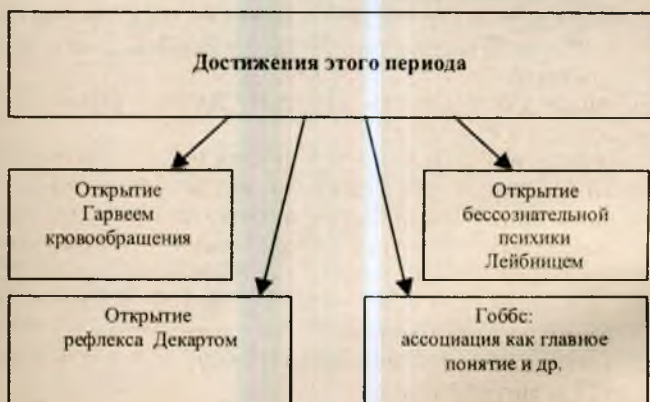 Достижения этого периода
Открытие
Гарвеем
кровообращения
Открытие
бессознательной
психики
Лейбницем
Открытие
рефлекса Декартом
Гоббс:
ассоциация как главное
понятие и др.